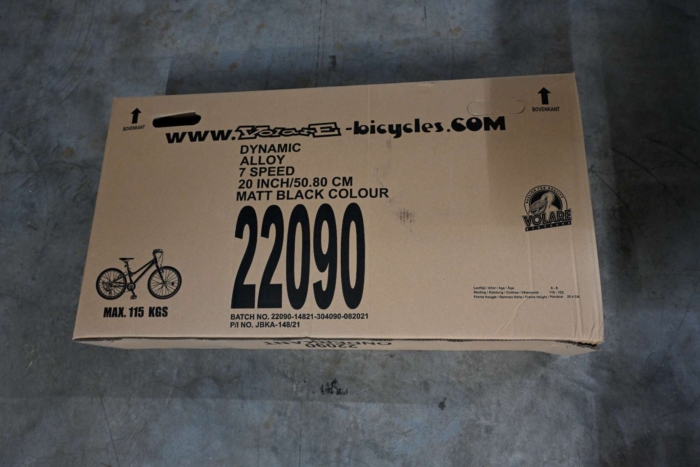 BOVENKANT
BOVENKANT
www.Volare-bicycles.COM
DYNAMIC
ALLOY
7 SPEED
20 INCH/50.80 CM
MATT BLACK COLOUR
22090
VOLARE
MAX. 115 KGS
BATCH NO. 22090-14821-304090-082021
P/I NO. JBKA-148/21
22090